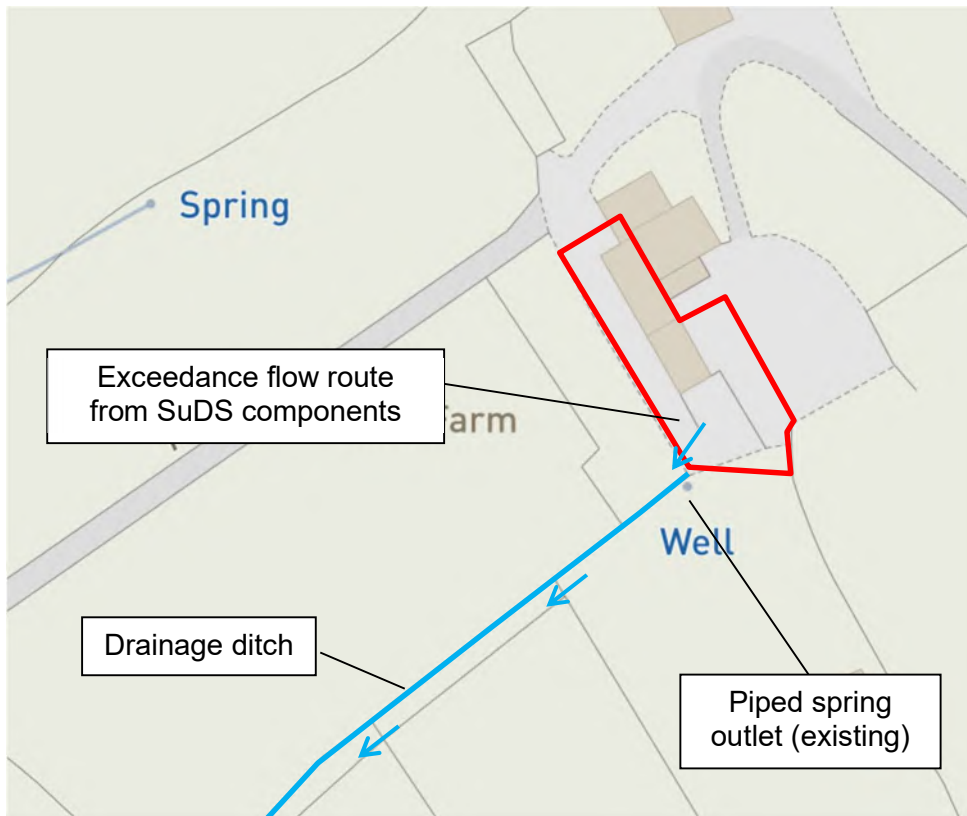 Spring
Exceedance flow route
from SuDS components
arm
Well
Drainage ditch
Piped spring
outlet (existing)